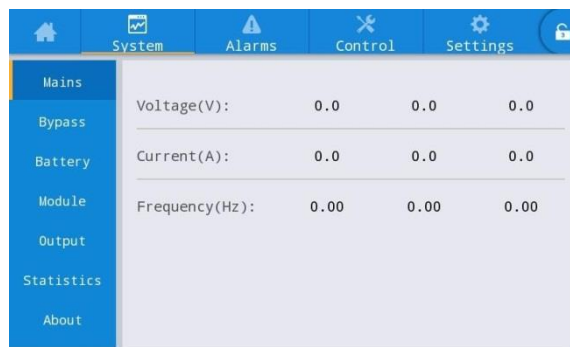 System Alarms Control Settings
Mains
Bypass
Battery
Module
Output
Statistics
About
Voltage(V): 0.0 0.0 0.0
Current(A): 0.0 0.0 0.0
Frequency(Hz): 0.00 0.00 0.00